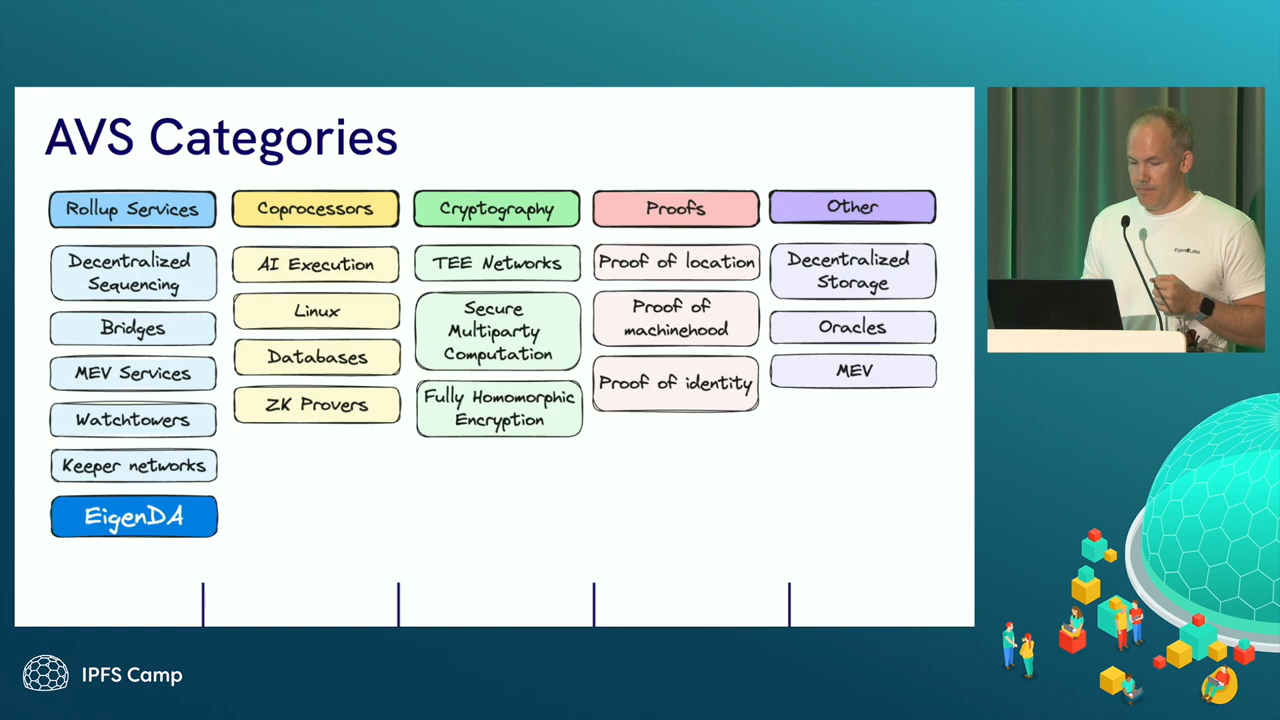 AVS Categories
Rollup Services
Decentralized
Sequencing
Bridges
MEV Services
Watchtowers
Keeper networks
EigenDA
Coprocessors
AI Execution
Linux
Databases
ZK Provers
Cryptography
TEE Networks
Secure
Multiparty
Computation
Fully Homomorphic
Encryption
Proofs
Proof of location
Proof of
machinehood
Proof of identity
Other
Decentralized
Storage
Oracles
MEV
EigenLabs
IPFS Camp